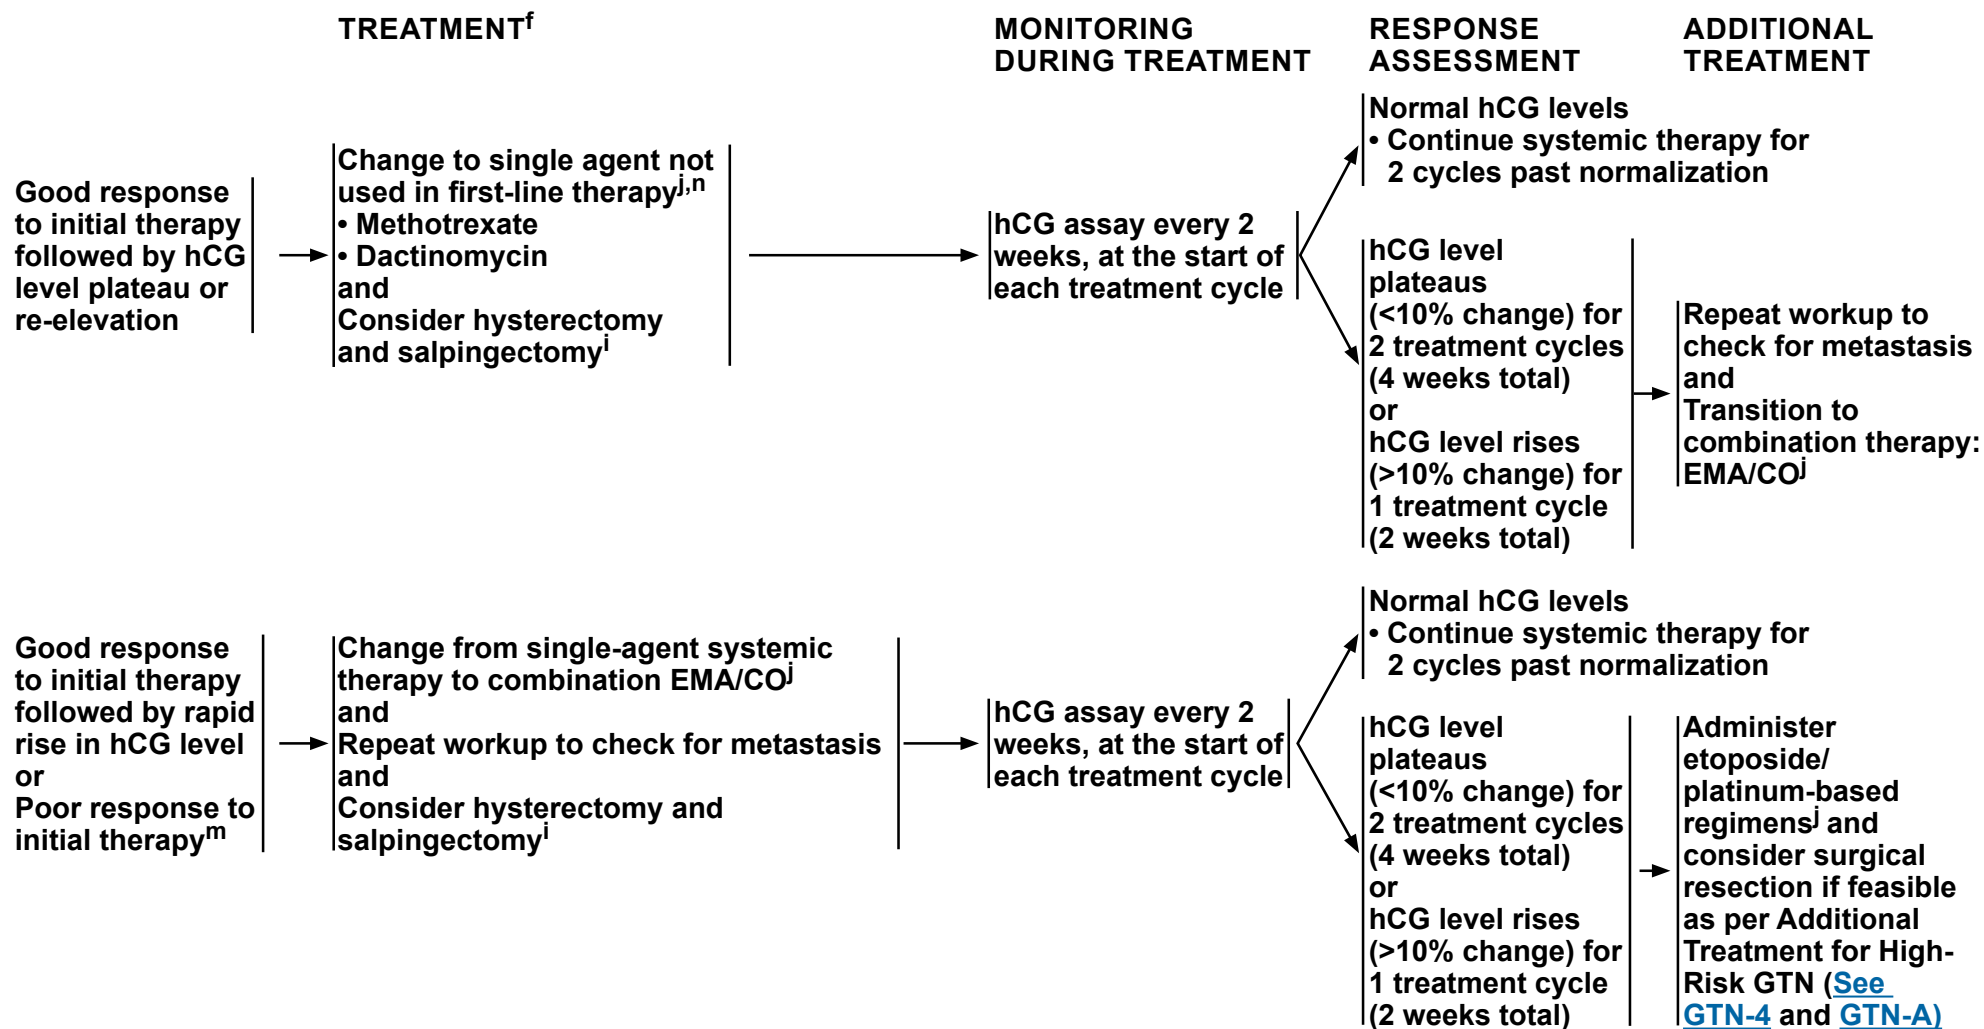 TREATMENTf
MONITORING
DURING TREATMENT
RESPONSE
ASSESSMENT
ADDITIONAL
TREATMENT
Good response
to initial therapy
followed by hCG
level plateau or
re-elevation
Change to single agent not
used in first-line therapyj,n
• Methotrexate
• Dactinomycin
and
Consider hysterectomy
and salpingectomyi
hCG assay every 2
weeks, at the start of
each treatment cycle
Normal hCG levels
• Continue systemic therapy for
2 cycles past normalization
hCG level
plateaus
(<10% change) for
2 treatment cycles
(4 weeks total)
or
hCG level rises
(>10% change) for
1 treatment cycle
(2 weeks total)
Repeat workup to
check for metastasis
and
Transition to
combination therapy:
EMA/COj
Good response
to initial therapy
followed by rapid
rise in hCG level
or
Poor response to
initial therapym
Change from single-agent systemic
therapy to combination EMA/COj
and
Repeat workup to check for metastasis
and
Consider hysterectomy and
salpingectomyi
hCG assay every 2
weeks, at the start of
each treatment cycle
Normal hCG levels
• Continue systemic therapy for
2 cycles past normalization
hCG level
plateaus
(<10% change) for
2 treatment cycles
(4 weeks total)
or
hCG level rises
(>10% change) for
1 treatment cycle
(2 weeks total)
Administer
etoposide/
platinum-based
regimensj and
consider surgical
resection if feasible
as per Additional
Treatment for High-
Risk GTN (See
GTN-4 and GTN-A)